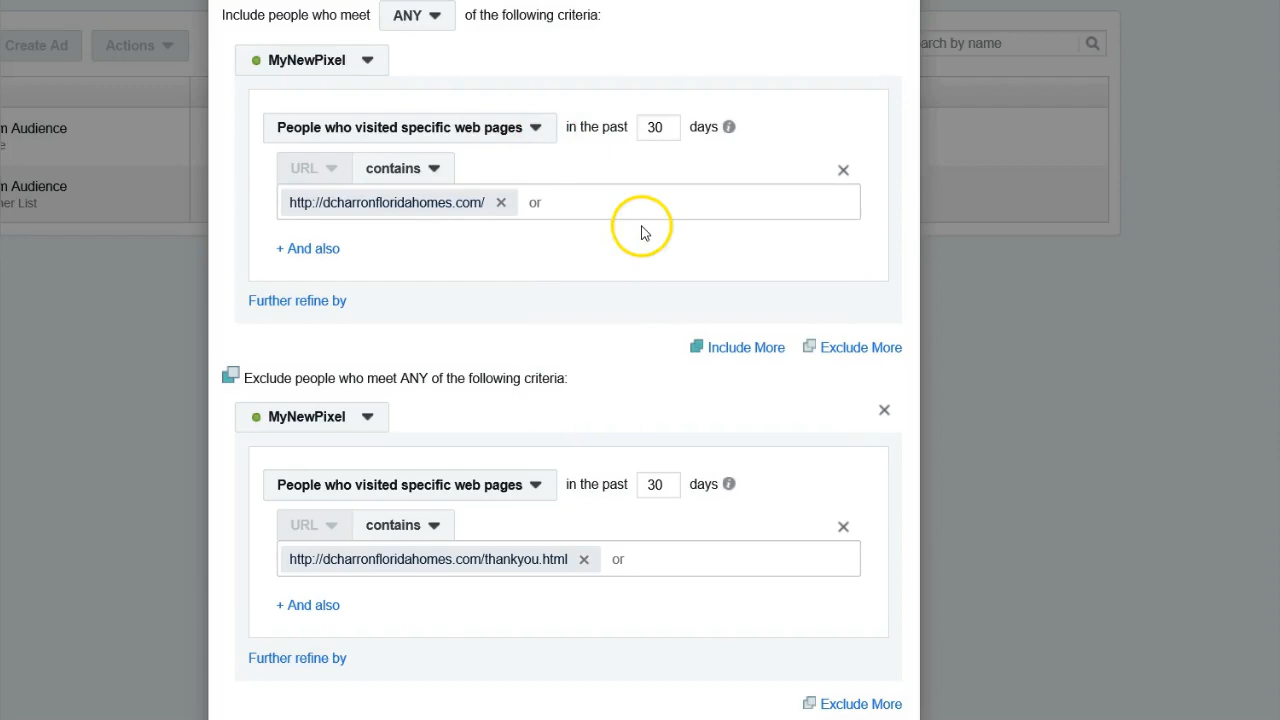 Include people who meet ANY of the following criteria:
Create Ad Actions
arch by name
MyNewPixel
m Audience
e
People who visited specific web pages in the past 30 days
URL contains
m Audience
ner List
http://dcharronfloridahomes.com/ × or
+ And also
Further refine by
Include More Exclude More
Exclude people who meet ANY of the following criteria:
MyNewPixel
People who visited specific web pages in the past 30 days
URL contains
http://dcharronfloridahomes.com/thankyou.html × or
+ And also
Further refine by
Exclude More